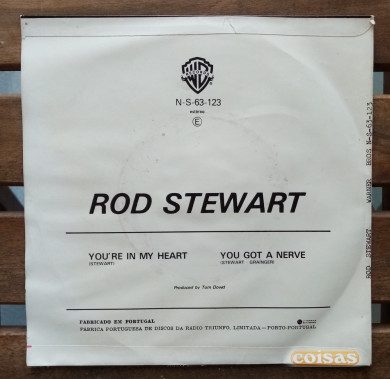 N-S-63-123
estéreo
E
ROD STEWART
YOU'RE IN MY HEART
(STEWART)
YOU GOT A NERVE
(STEWART GRAINGER)
Produced by Tom Dowd
FABRICADO EM PORTUGAL
FABRICA PORTUGUESA DE DISCOS DA RADIO TRIUNFO, LIMITADA—PORTO-PORTUGAL
ROD STEWART WARNER BROS N-S-63-123
coisas